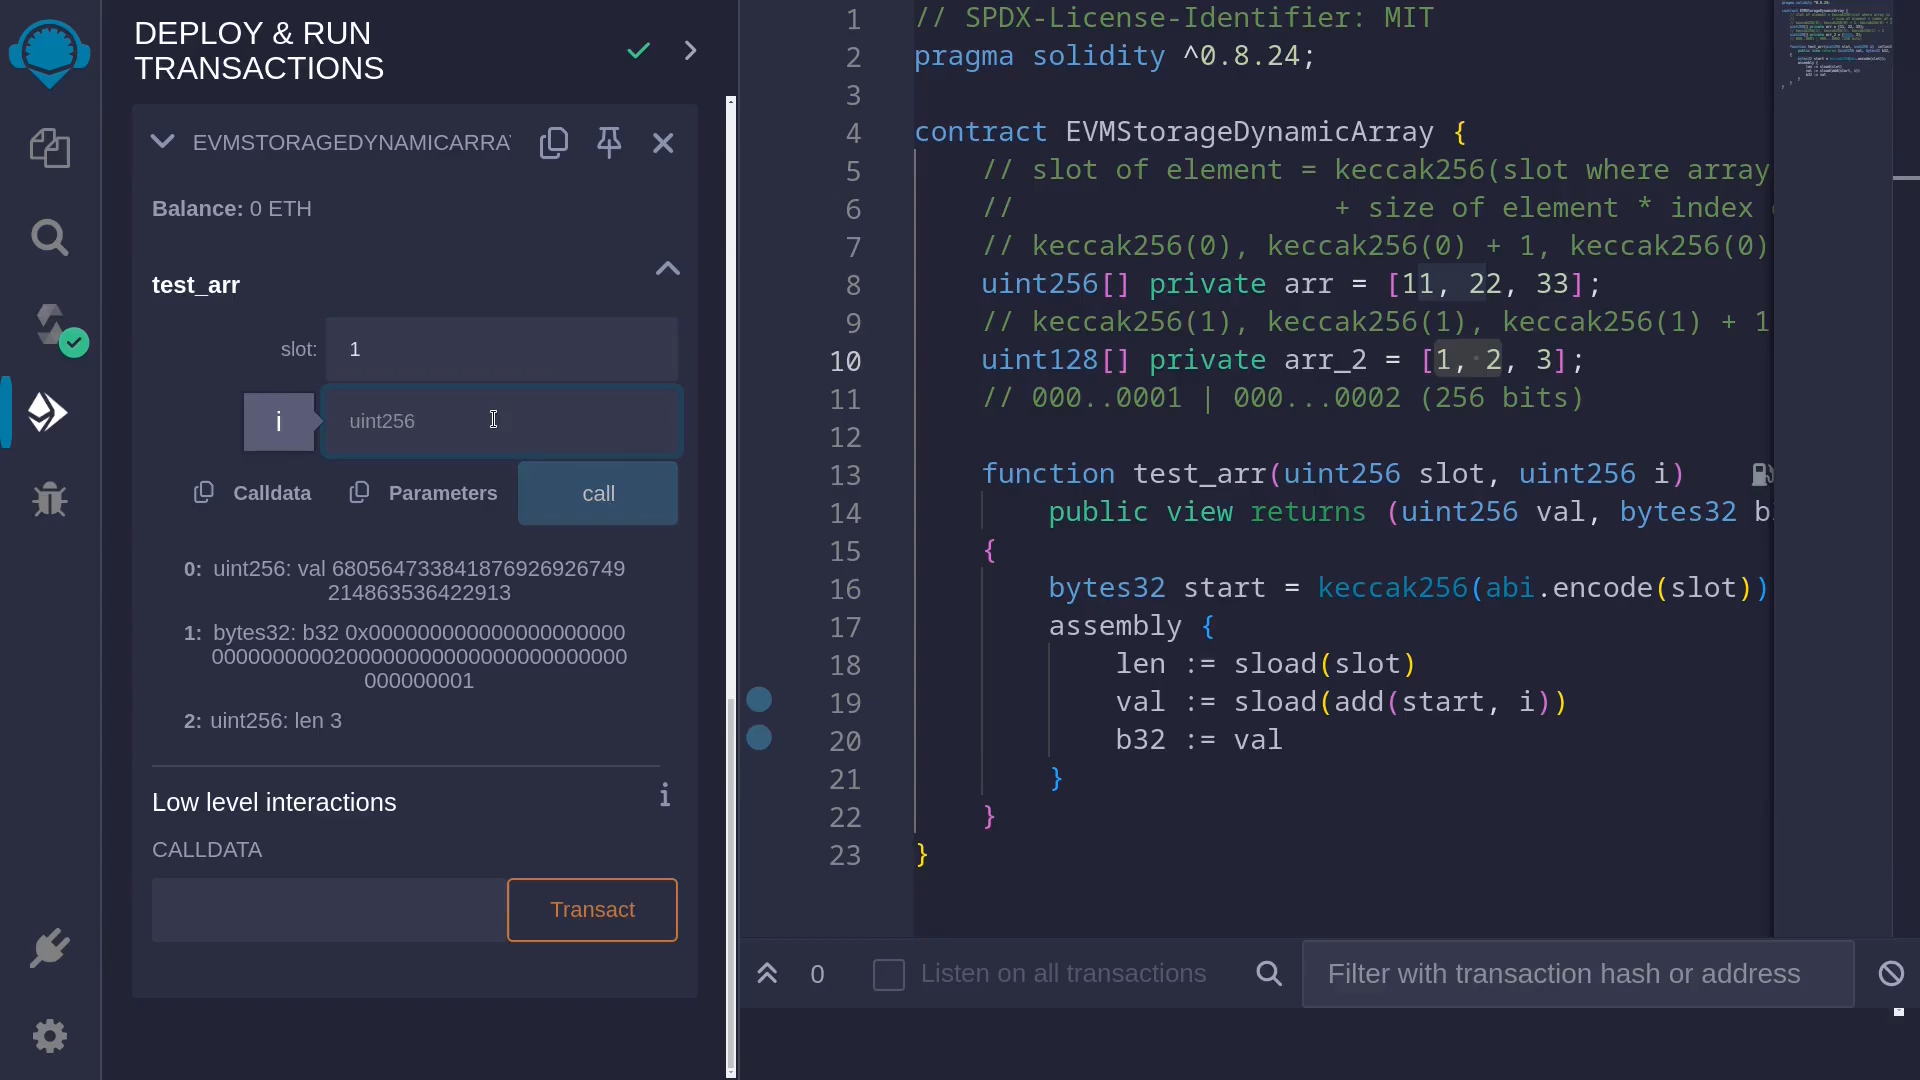 DEPLOY & RUN
TRANSACTIONS
EVMSTORAGEDYNAMICARRA
Balance: 0 ETH
test_arr
slot: 1
i uint256
Calldata Parameters call
0: uint256: val 680564733841876926926749
214863536422913
1: bytes32: b32 0x00000000000000000000000
0000000000200000000000000000000000
000000001
2: uint256: len 3
Low level interactions
i
CALLDATA
Transact
1 // SPDX-License-Identifier: MIT
2 pragma solidity ^0.8.24;
3
4 contract EVMStorageDynamicArray {
5 // slot of element = keccak256(slot where array
6 // + size of element * index
7 // keccak256(0), keccak256(0) + 1, keccak256(0)
8 uint256[] private arr = [11, 22, 33];
9 // keccak256(1), keccak256(1), keccak256(1) + 1
10 uint128[] private arr_2 = [1, 2, 3];
11 // 000..0001 | 000...0002 (256 bits)
12
13 function test_arr(uint256 slot, uint256 i)
14 public view returns (uint256 val, bytes32 b
15 {
16 bytes32 start = keccak256(abi.encode(slot))
17 assembly {
18 len := sload(slot)
19 val := sload(add(start, i))
20 b32 := val
21 }
22 }
23 }
0 Listen on all transactions Filter with transaction hash or address